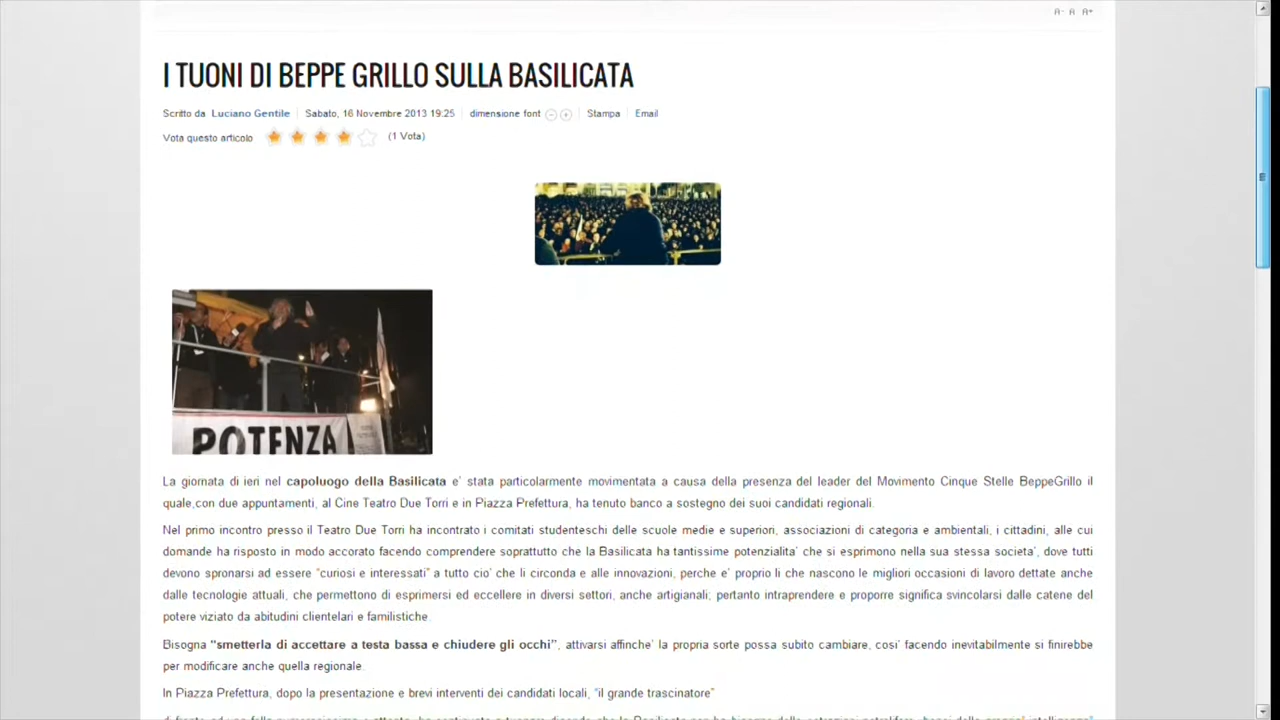 A- A A+
I TUONI DI BEPPE GRILLO SULLA BASILICATA
Scritto da Luciano Gentile Sabato, 16 Novembre 2013 19:25 dimensione font Stampa Email
Vota questo articolo (1 Vota)
POTENZA
La giornata di ieri nel capoluogo della Basilicata e' stata particolarmente movimentata a causa della presenza del leader del Movimento Cinque Stelle BeppeGrillo il
quale,con due appuntamenti, al Cine Teatro Due Torri e in Piazza Prefettura, ha tenuto banco a sostegno dei suoi candidati regionali.
Nel primo incontro presso il Teatro Due Torri ha incontrato i comitati studenteschi delle scuole medie e superiori, associazioni di categoria e ambientali, i cittadini, alle cui
domande ha risposto in modo accorato facendo comprendere soprattutto che la Basilicata ha tantissime potenzialita' che si esprimono nella sua stessa societa', dove tutti
devono spronarsi ad essere "curiosi e interessati" a tutto cio' che li circonda e alle innovazioni, perche e' proprio li che nascono le migliori occasioni di lavoro dettate anche
dalle tecnologie attuali, che permettono di esprimersi ed eccellere in diversi settori, anche artigianali; pertanto intraprendere e proporre significa svincolarsi dalle catene del
potere viziato da abitudini clientelari e familistiche.
Bisogna "smetterla di accettare a testa bassa e chiudere gli occhi", attivarsi affinche' la propria sorte possa subito cambiare, cosi' facendo inevitabilmente si finirebbe
per modificare anche quella regionale.
In Piazza Prefettura, dopo la presentazione e brevi interventi dei candidati locali, "il grande trascinatore"